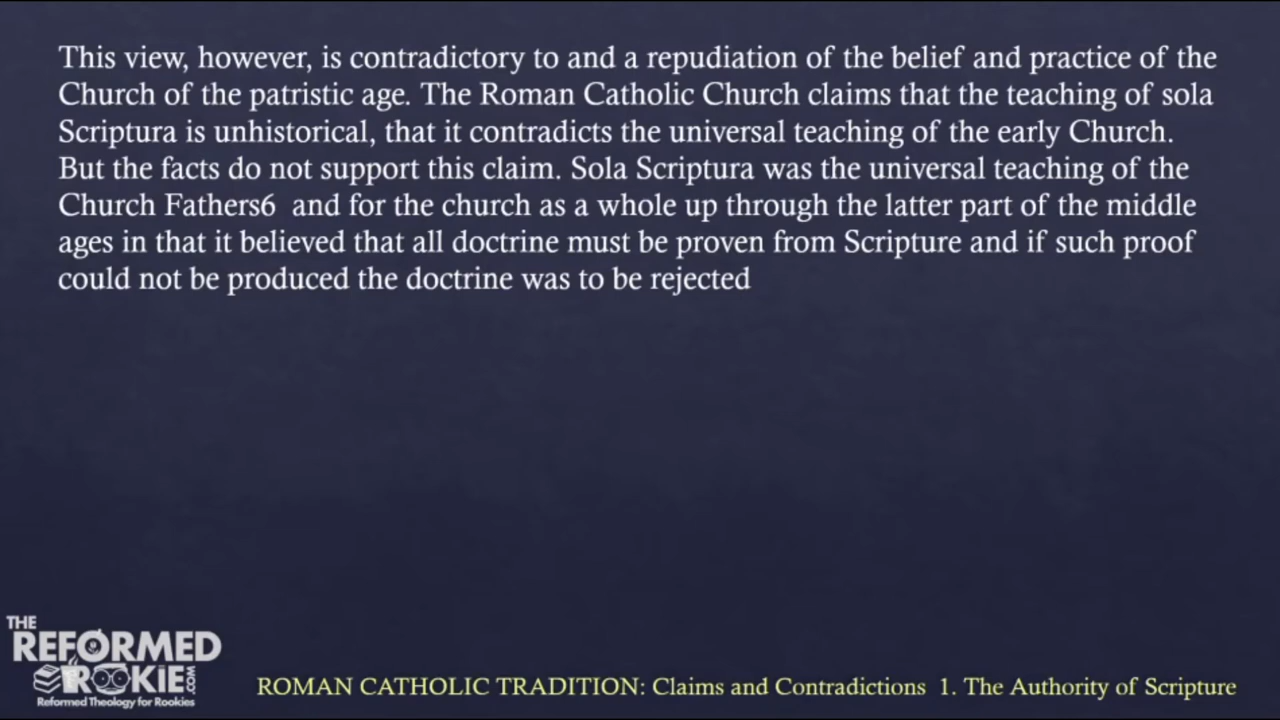 This view, however, is contradictory to and a repudiation of the belief and practice of the
Church of the patristic age. The Roman Catholic Church claims that the teaching of sola
Scriptura is unhistorical, that it contradicts the universal teaching of the early Church.
But the facts do not support this claim. Sola Scriptura was the universal teaching of the
Church Fathers6 and for the church as a whole up through the latter part of the middle
ages in that it believed that all doctrine must be proven from Scripture and if such proof
could not be produced the doctrine was to be rejected
THE
REFORMED
ROOKIE.COM
Reformed Theology for Rookies
ROMAN CATHOLIC TRADITION: Claims and Contradictions 1. The Authority of Scripture